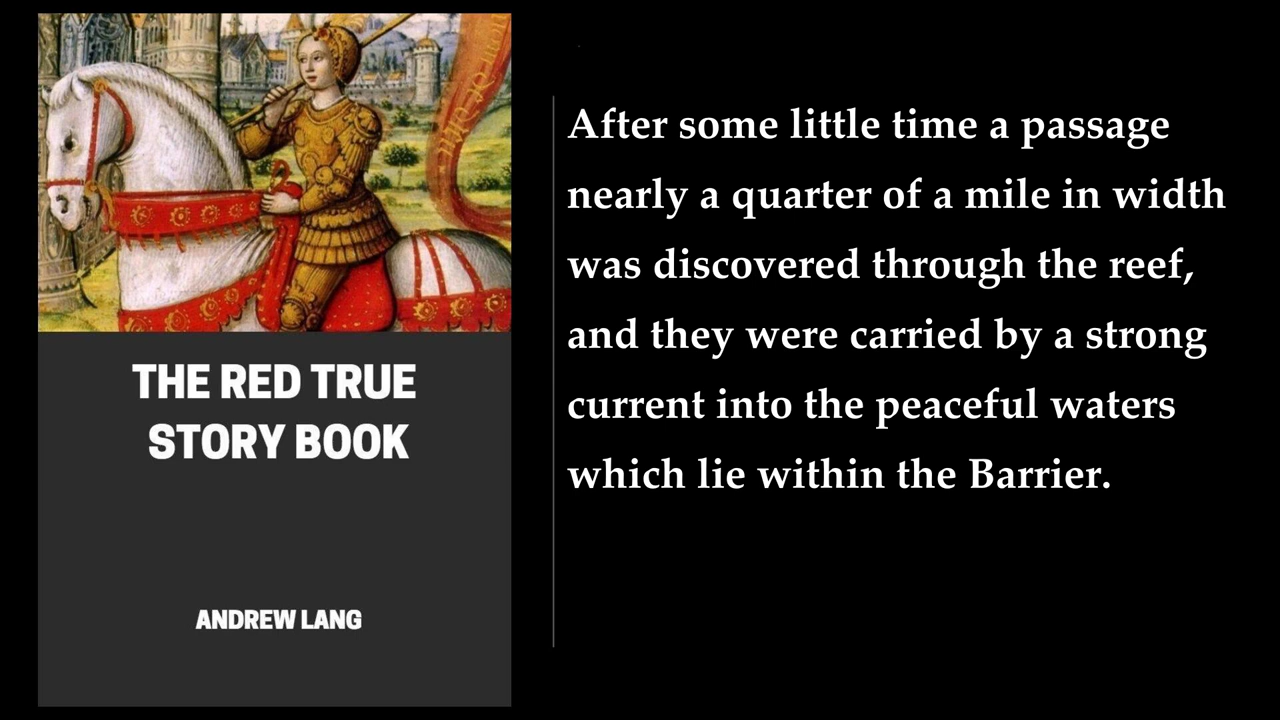 THE RED TRUE
STORY BOOK
ANDREW LANG
After some little time a passage
nearly a quarter of a mile in width
was discovered through the reef,
and they were carried by a strong
current into the peaceful waters
which lie within the Barrier.